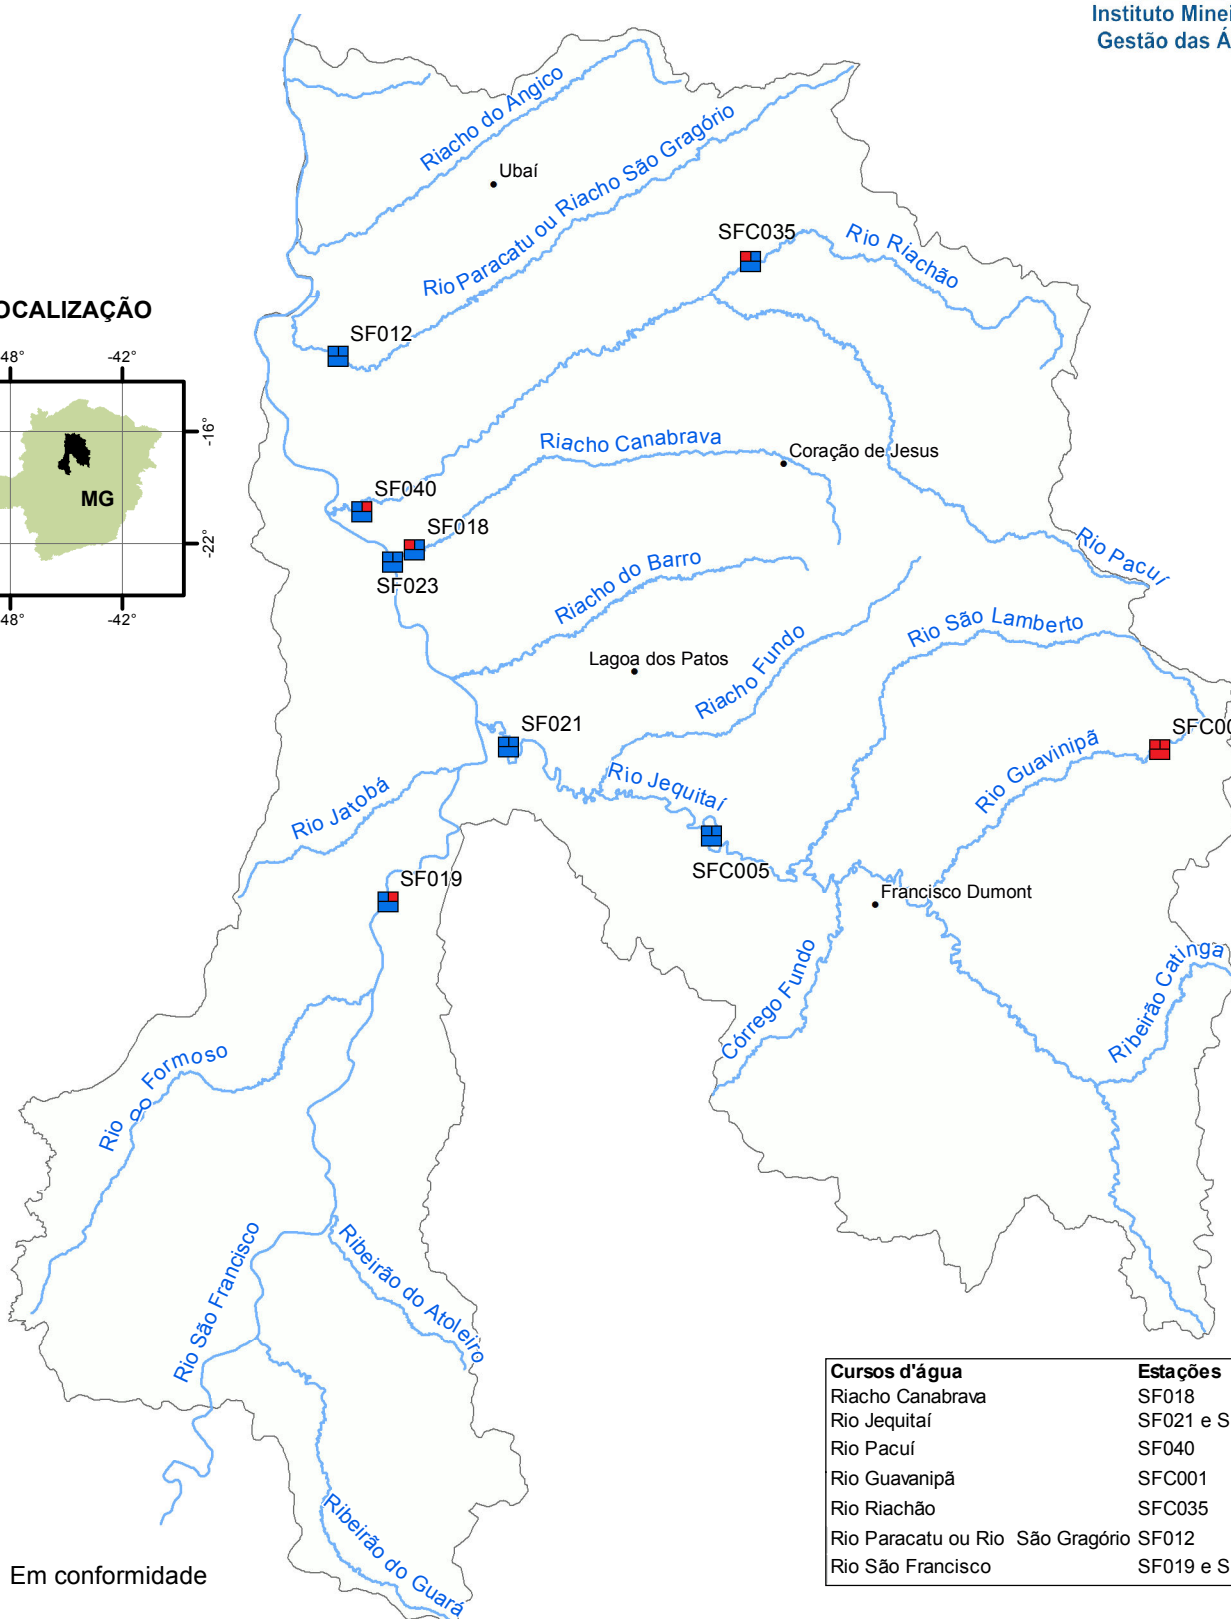 Instituto Minei
Gestão das Á
Riacho do Angico
Ubaí
Rio Paracatu ou Riacho São Gragório
SFC035
Rio Riachão
OCALIZAÇÃO
SF012
48°
-42°
-16°
MG
-22°
48°
-42°
Riacho Canabrava
Coração de Jesus
SF040
SF018
SF023
Rio Pacuí
Riacho do Barro
Rio São Lamberto
Riacho Fundo
Lagoa dos Patos
SF021
SFC00
Rio Guavinipã
Rio Jequitaí
Rio Jatobá
SFC005
SF019
Francisco Dumont
Córrego Fundo
Ribeirão Catinga
Rio do Formoso
Rio São Francisco
Ribeirão do Atoleiro
Ribeirão do Guará
Cursos d'água Estações
Riacho Canabrava SF018
Rio Jequitaí SF021 e S
Rio Pacuí SF040
Rio Guavanipã SFC001
Rio Riachão SFC035
Rio Paracatu ou Rio São Gragório SF012
Rio São Francisco SF019 e S
Em conformidade